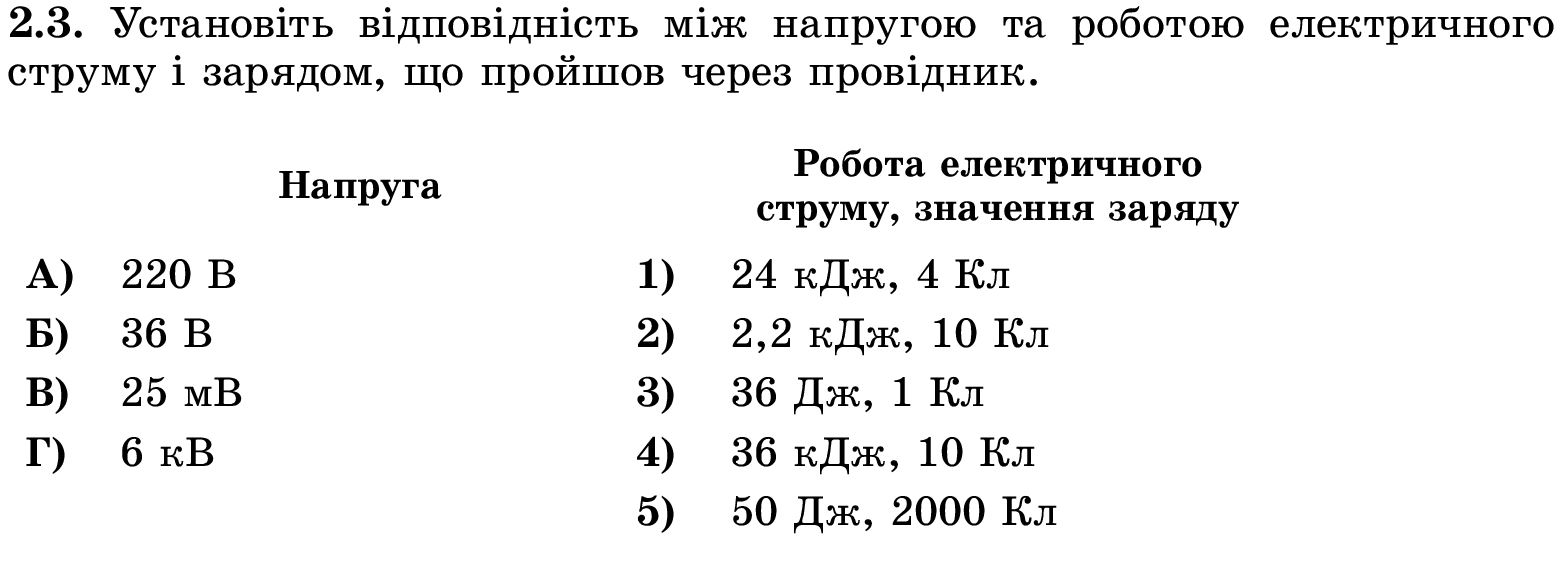 2.3. Установіть відповідність між напругою та роботою електричного
струму і зарядом, що пройшов через провідник.
Напруга
Робота електричного
струму, значення заряду
А) 220 В
1) 24 кДж, 4 Кл
Б) 36 В
2) 2,2 кДж, 10 Кл
В) 25 мВ
3) 36 Дж, 1 Кл
Г) 6 кВ
4) 36 кДж, 10 Кл
5) 50 Дж, 2000 Кл